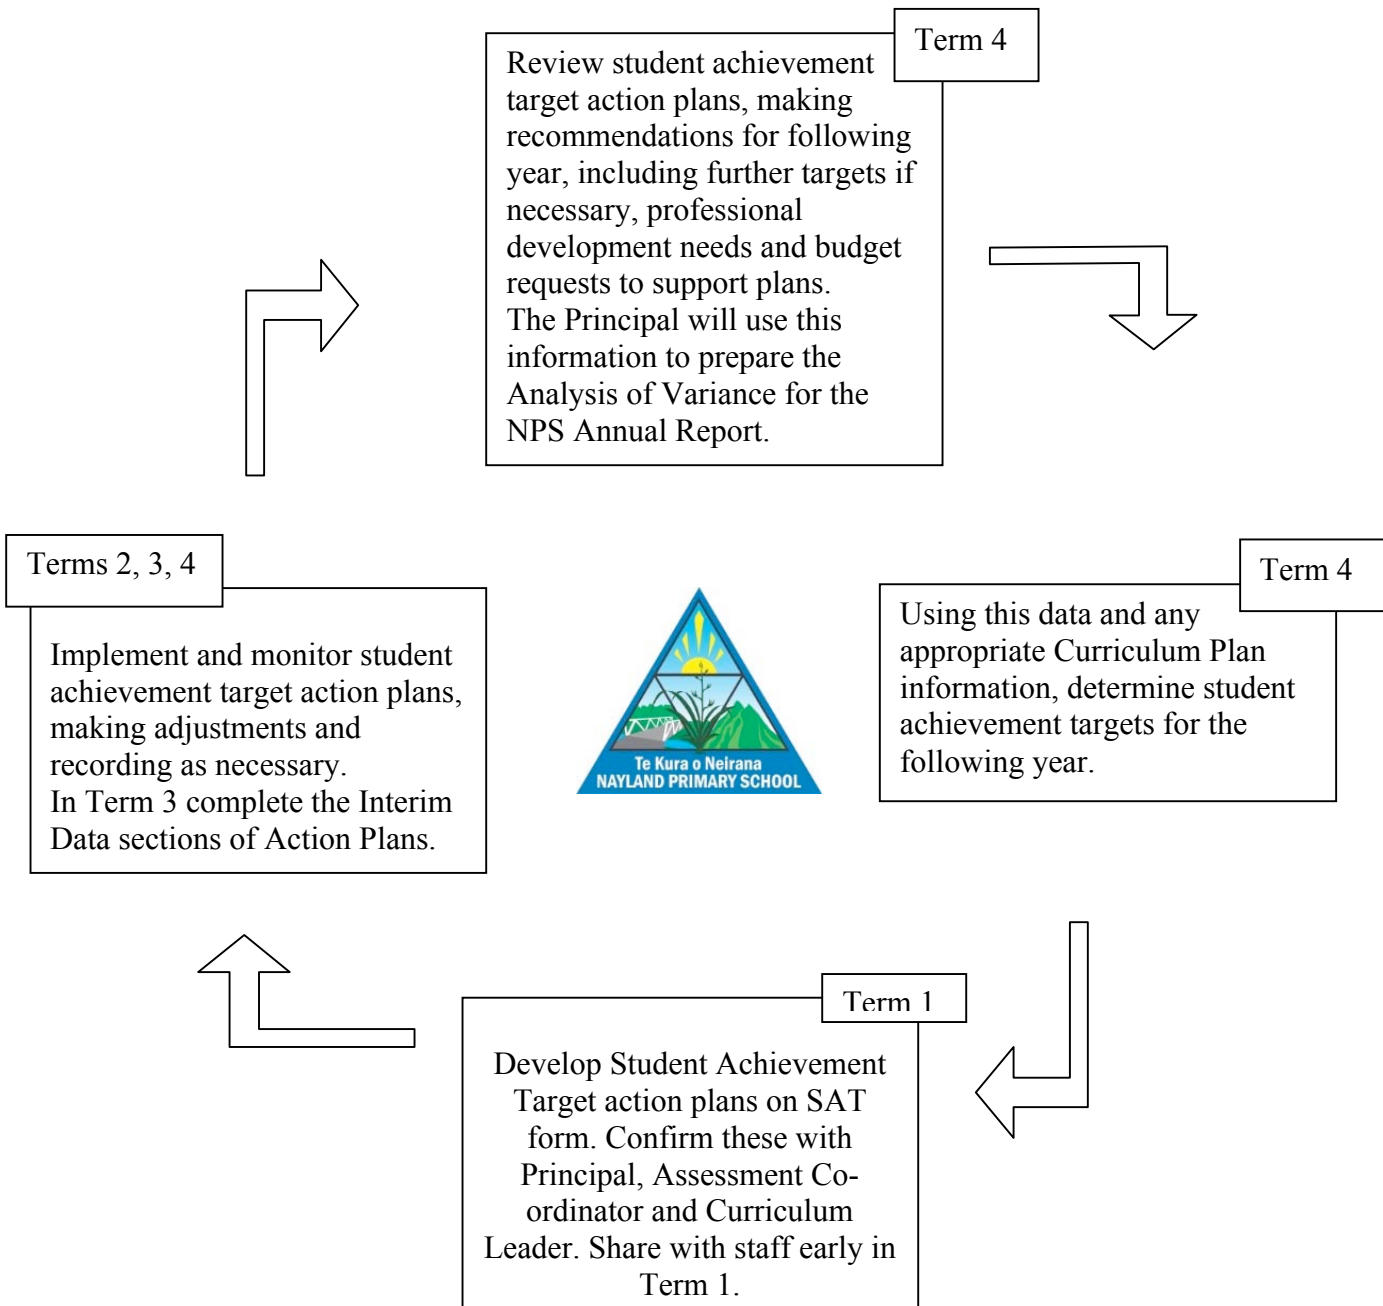 Term 4
Review student achievement
target action plans, making
recommendations for following
year, including further targets if
necessary, professional
development needs and budget
requests to support plans.
The Principal will use this
information to prepare the
Analysis of Variance for the
NPS Annual Report.
Terms 2, 3, 4
Implement and monitor student
achievement target action plans,
making adjustments and
recording as necessary.
In Term 3 complete the Interim
Data sections of Action Plans.
Te Kura o Neirana
NAYLAND PRIMARY SCHOOL
Term 4
Using this data and any
appropriate Curriculum Plan
information, determine student
achievement targets for the
following year.
Term 1
Develop Student Achievement
Target action plans on SAT
form. Confirm these with
Principal, Assessment Co-
ordinator and Curriculum
Leader. Share with staff early in
Term 1.